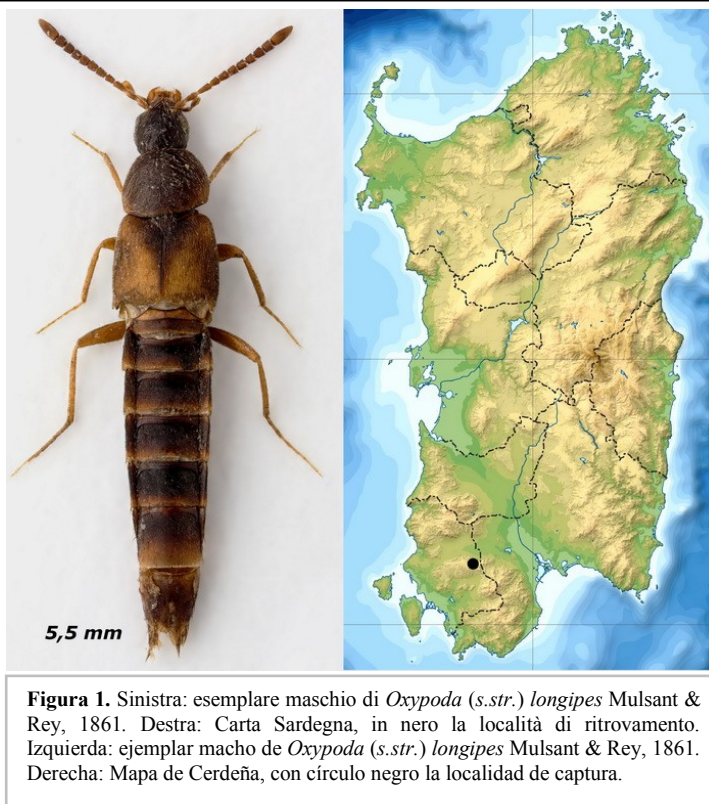 5,5 mm
Figura 1. Sinistra: esemplare maschio di Oxypoda (s.str.) longipes Mulsant &
Rey, 1861. Destra: Carta Sardegna, in nero la località di ritrovamento.
Izquierda: ejemplar macho de Oxypoda (s.str.) longipes Mulsant & Rey, 1861.
Derecha: Mapa de Cerdeña, con círculo negro la localidad de captura.